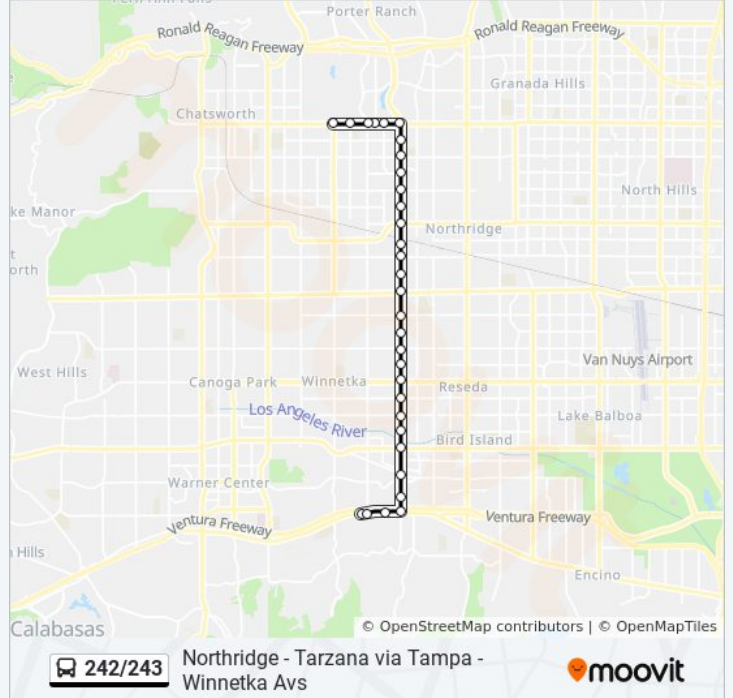 Porter Ranch
Ronald Reagan Freeway
Ronald Reagan Freeway
Granada Hills
Chatsworth
North Hills
ke Manor
Northridge
t
orth
Van Nuys Airport
West Hills
Canoga Park
Winnetka
Reseda
Los Angeles River
Lake Balboa
Bird Island
Warner Center
Ventura Freeway
Ventura Freeway
Hills
Encino
Calabasas
© OpenStreetMap contributors | © OpenMapTiles
242/243
Northridge - Tarzana via Tampa -
Winnetka Avs
moovit